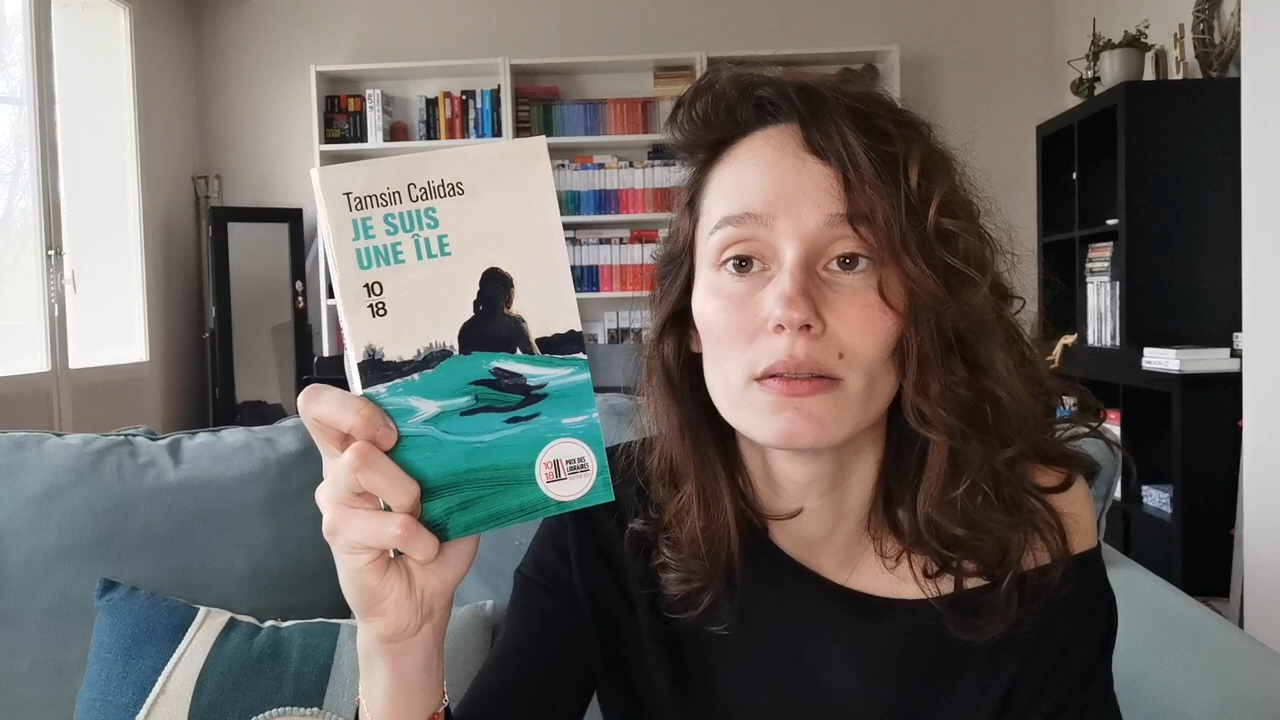 Tamsin Calidas
JE SUIS
UNE ÎLE
10
18
10
18
PRIX DES
LIBRAIRES